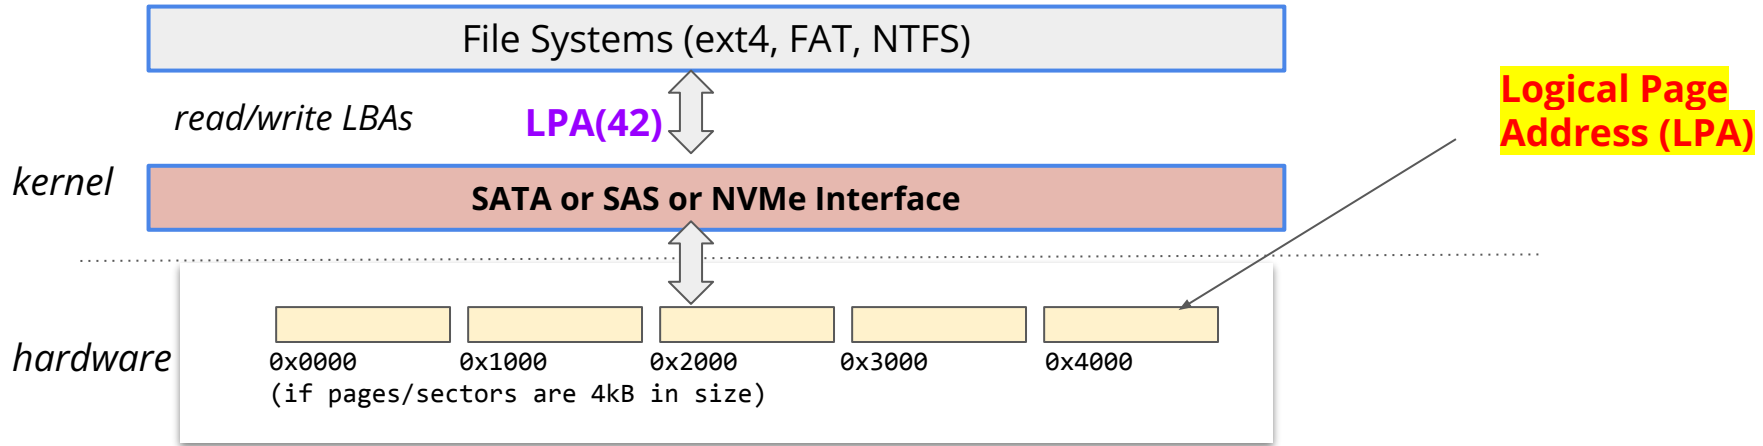 File Systems (ext4, FAT, NTFS)
read/write LBAs
LPA(42)
Logical Page
Address (LPA)
kernel
SATA or SAS or NVMe Interface
hardware
0x0000
0x1000
0x2000
0x3000
0x4000
(if pages/sectors are 4kB in size)